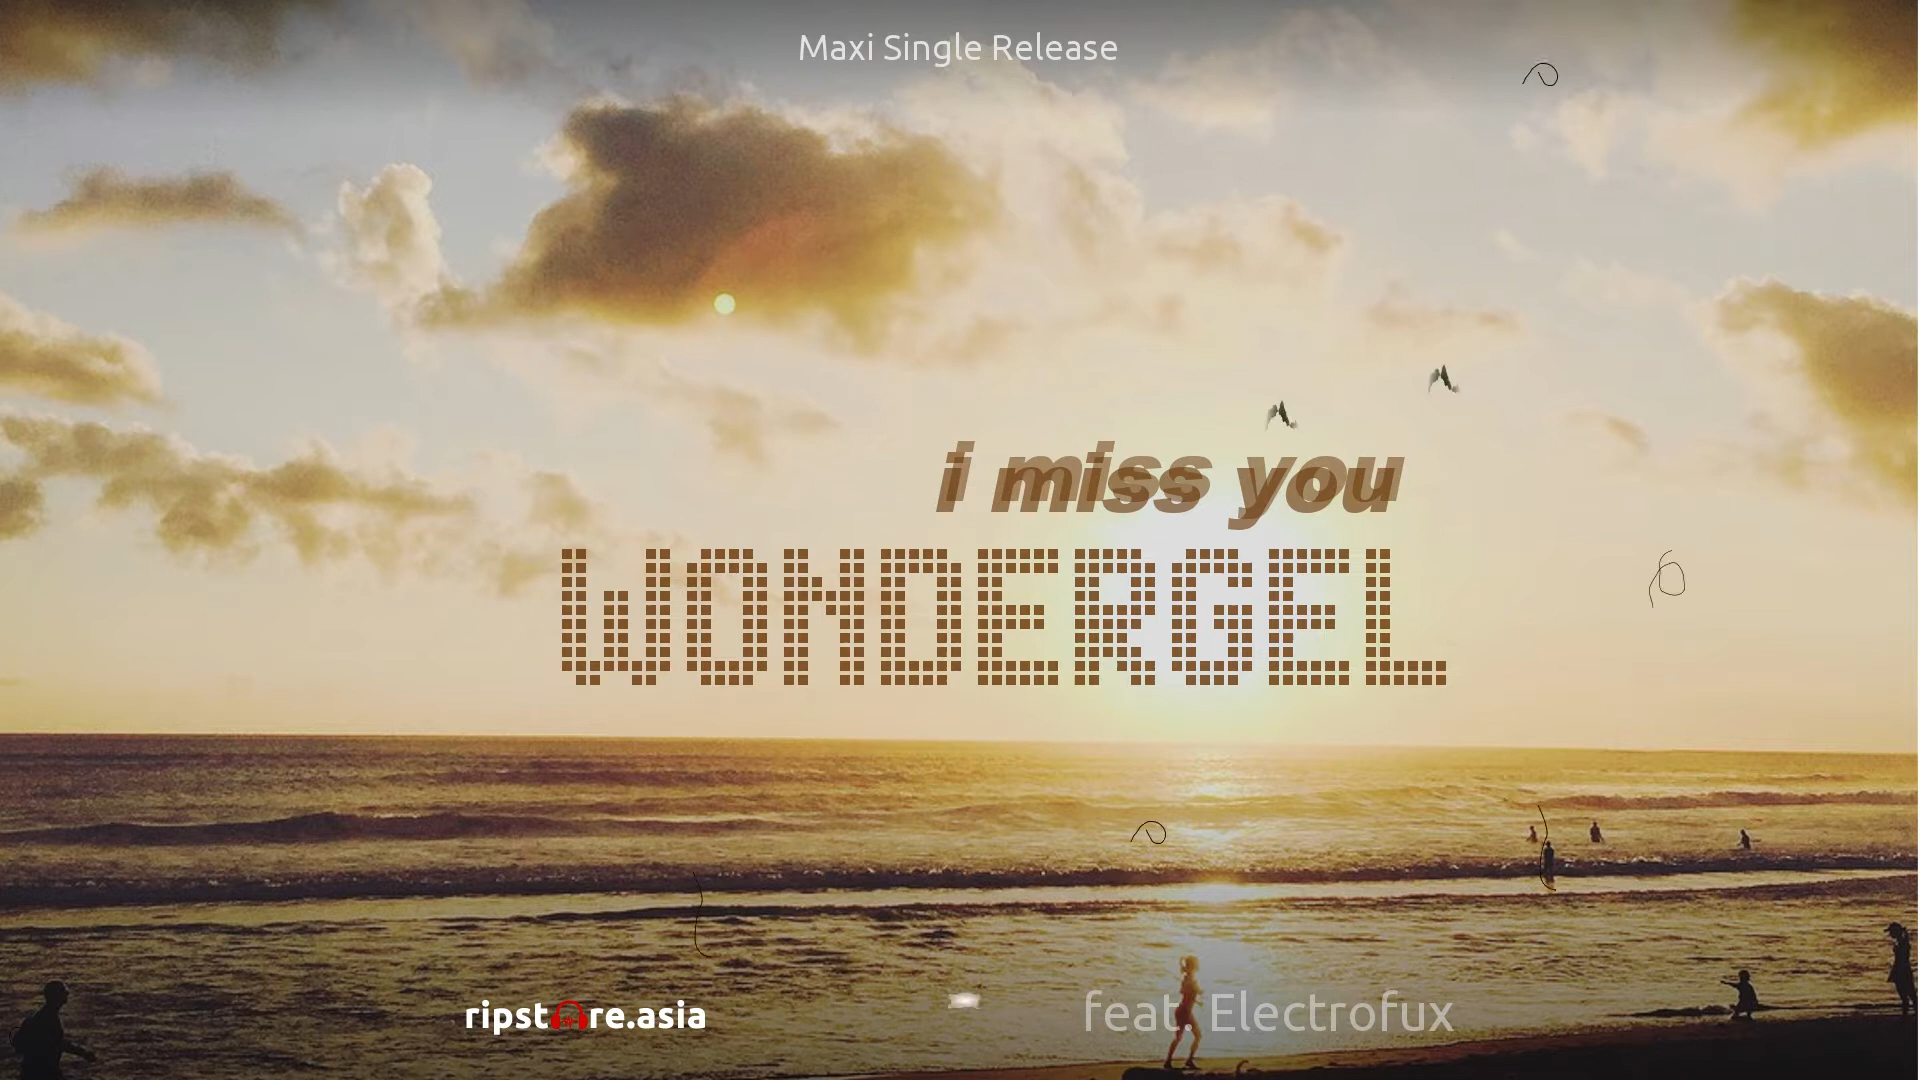 Maxi Single Release
i miss you
WONDERGEL
ripstore.asia
feat. Electrofux